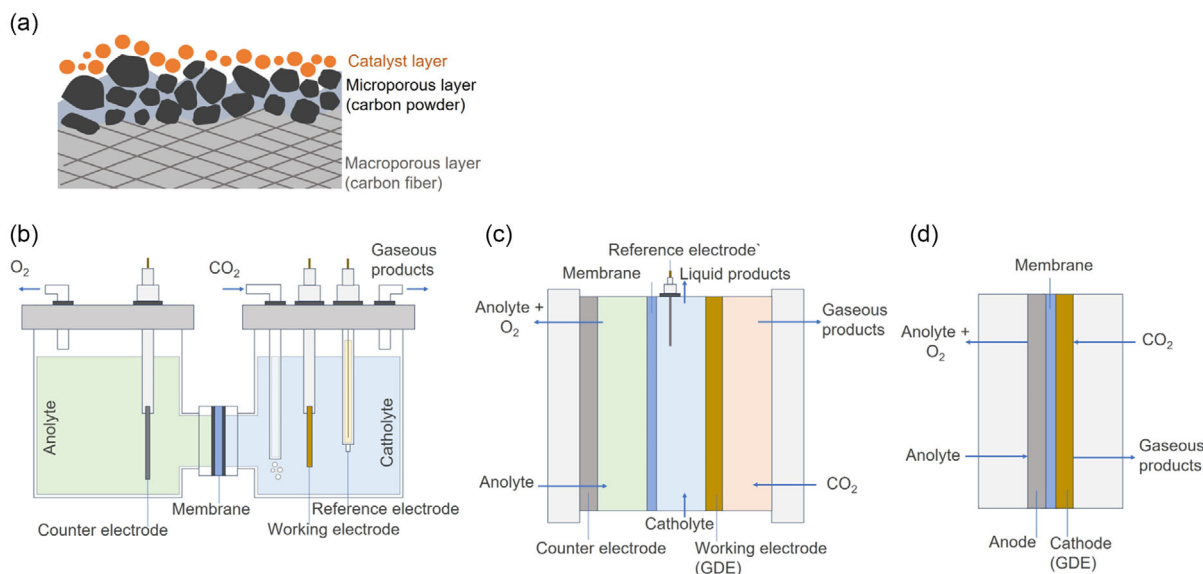 (a)
Catalyst layer
Microporous layer
(carbon powder)
Macroporous layer
(carbon fiber)
(b)
O2
CO2
Gaseous
products
Anolyte
Catholyte
Membrane
Reference electrode
Working electrode
Counter electrode
(c)
Reference electrode`
Membrane
Liquid products
Anolyte +
O2
Gaseous
products
Anolyte
CO2
Catholyte
Counter electrode
Working electrode
(GDE)
(d)
Membrane
Anolyte +
O2
CO2
Anolyte
Gaseous
products
Anode
Cathode
(GDE)